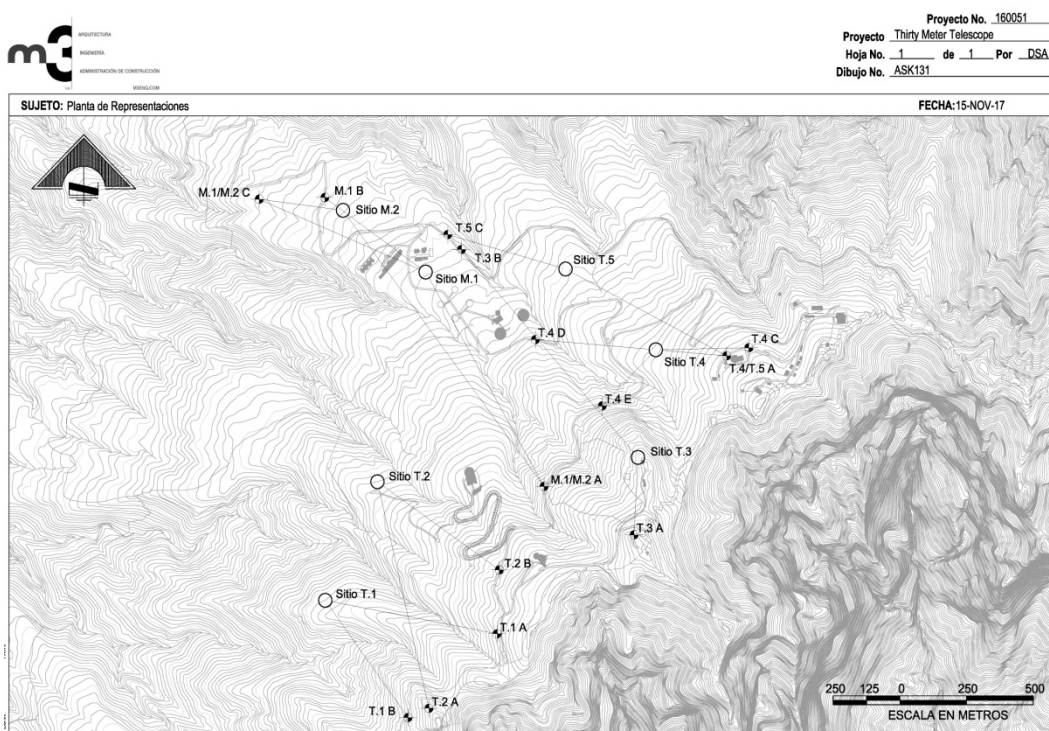 m3
ARQUITECTURA
INGENIERÍA
ADMINISTRACIÓN DE CONSTRUCCIÓN
M3ENG.COM
Proyecto No. 160051
Proyecto Thirty Meter Telescope
Hoja No. 1 de 1 Por DSA
Dibujo No. ASK131
SUJETO: Planta de Representaciones
FECHA:15-NOV-17
M.1/M.2 C
M.1 B
Sitio M.2
T.5 C
T.3 B
Sitio T.5
Sitio M.1
T.4 D
T.4 C
Sitio T.4
T.4/T.5 A
T.4 E
Sitio T.3
Sitio T.2
M.1/M.2 A
T.3 A
T.2 B
Sitio T.1
T.1 A
T.2 A
T.1 B
250 125 0 250 500
ESCALA EN METROS